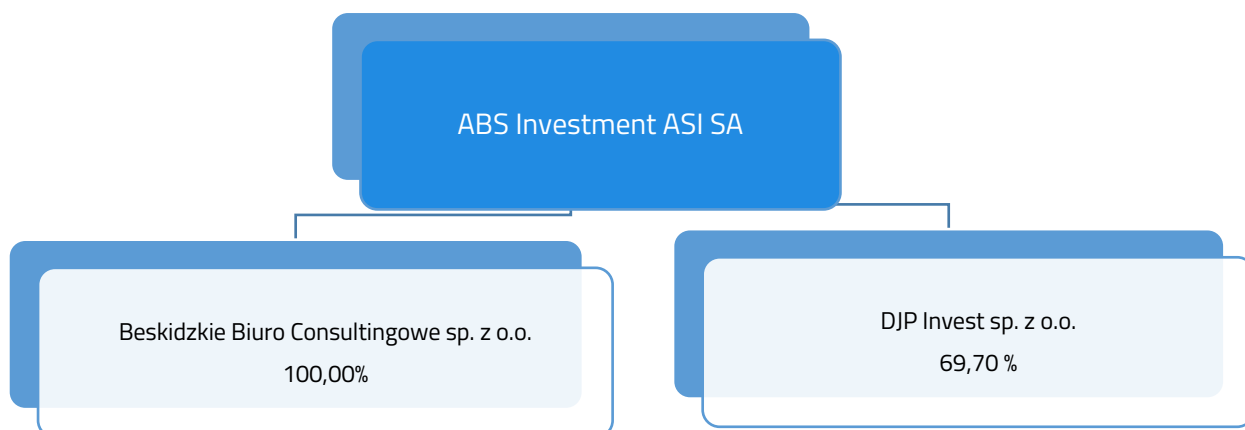 ABS Investment ASI SA
Beskidzkie Biuro Consultingowe sp. z o.o.
100,00%
DJP Invest sp. z o.o.
69,70 %